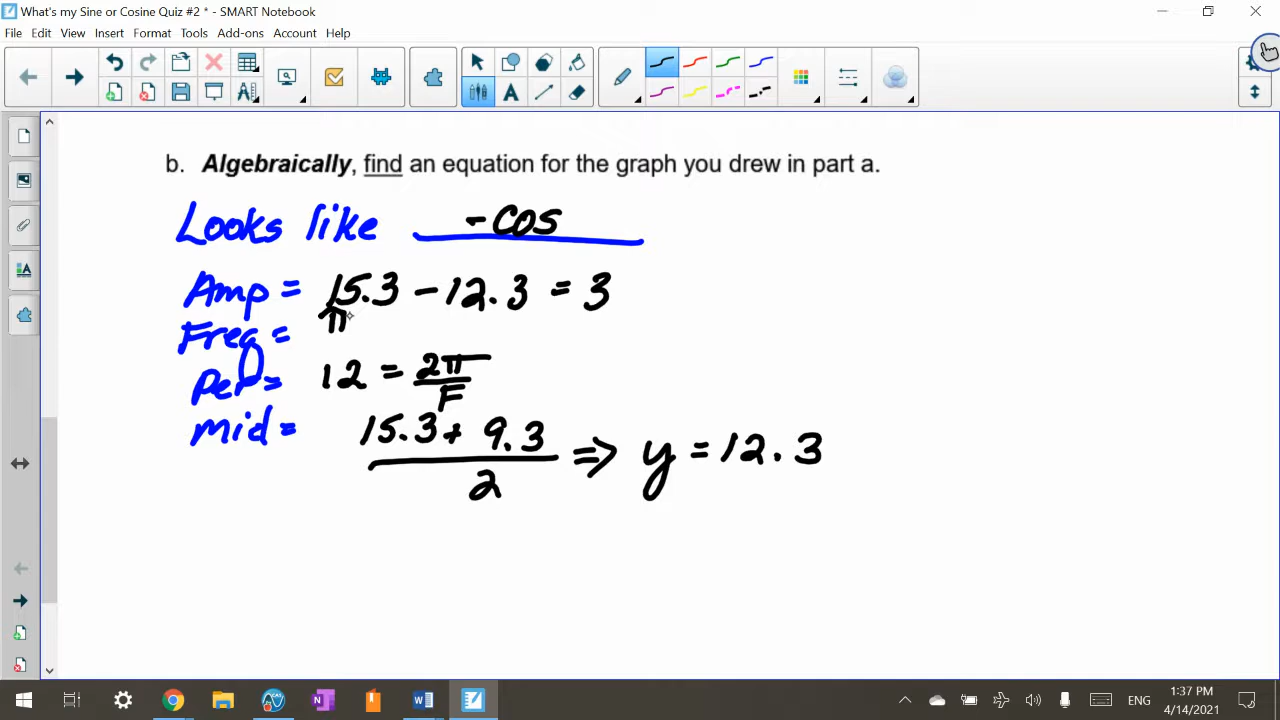 What's my Sine or Cosine Quiz #2 * - SMART Notebook
File Edit View Insert Format Tools Add-ons Account Help
b. Algebraically, find an equation for the graph you drew in part a.
Looks like -cos
Amp = 15.3 - 12.3 = 3
Freq = π
Per = 12 = 2π/F
mid = (15.3 + 9.3)/2 ⇒ y = 12.3
ENG
1:37 PM
4/14/2021